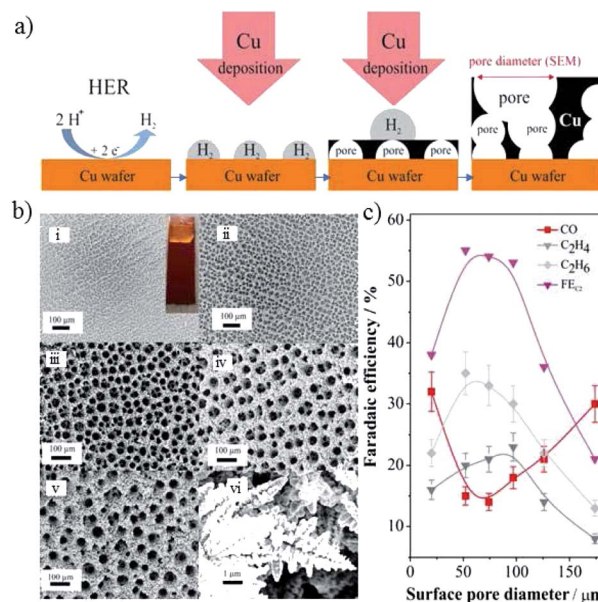 a)
HER
2 H⁺
H₂
+ 2 e⁻
Cu wafer
Cu
deposition
H₂
H₂
H₂
Cu wafer
Cu
deposition
H₂
pore
pore
pore
Cu wafer
pore diameter (SEM)
pore
pore
pore
Cu
Cu wafer
b)
i
100 µm
ii
100 µm
iii
100 µm
iv
100 µm
v
100 µm
vi
1 µm
c)
CO
C₂H₄
C₂H₆
FE_C2
Faradaic efficiency / %
60
50
40
30
20
10
0
50
100
150
Surface pore diameter / µm